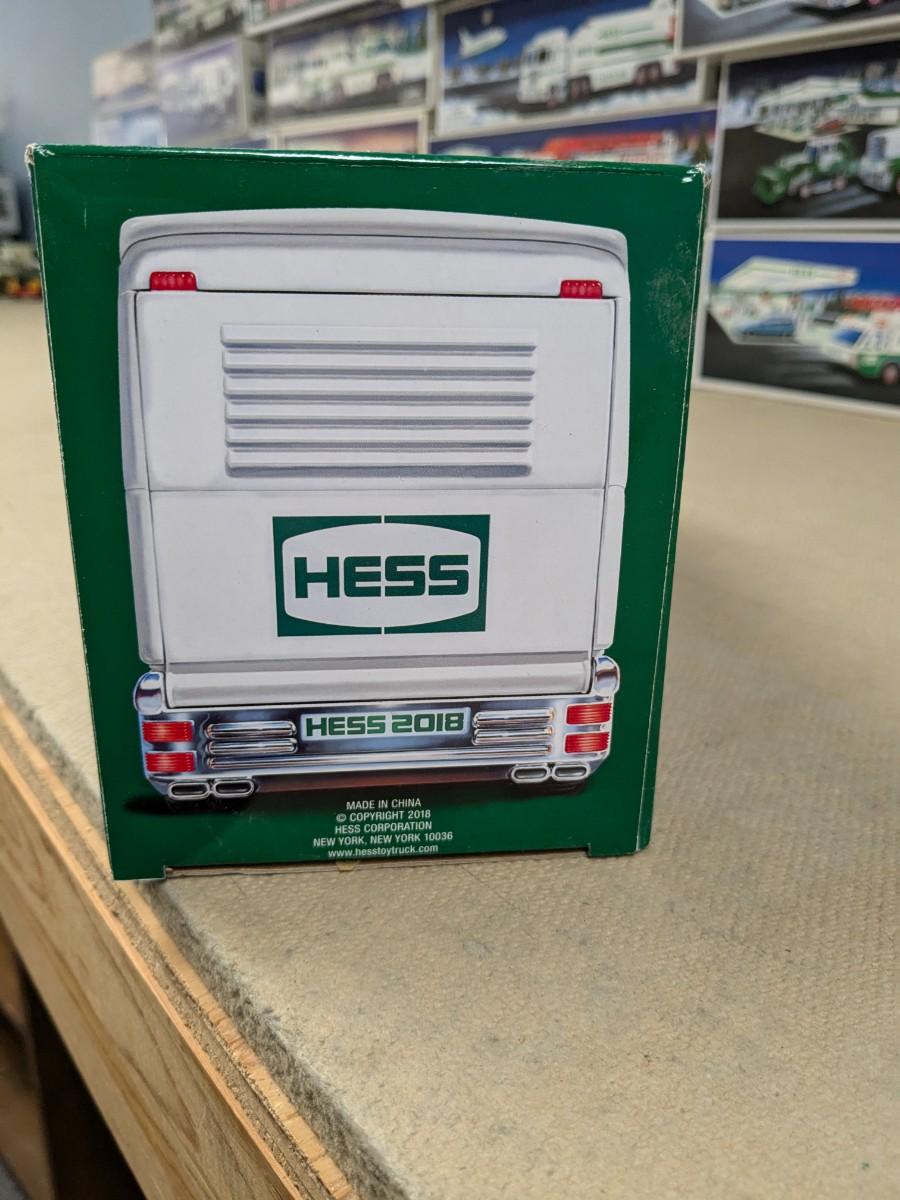 HESS
HESS 2018
MADE IN CHINA
© COPYRIGHT 2018
HESS CORPORATION
NEW YORK, NEW YORK 10036
www.hesstoytruck.com